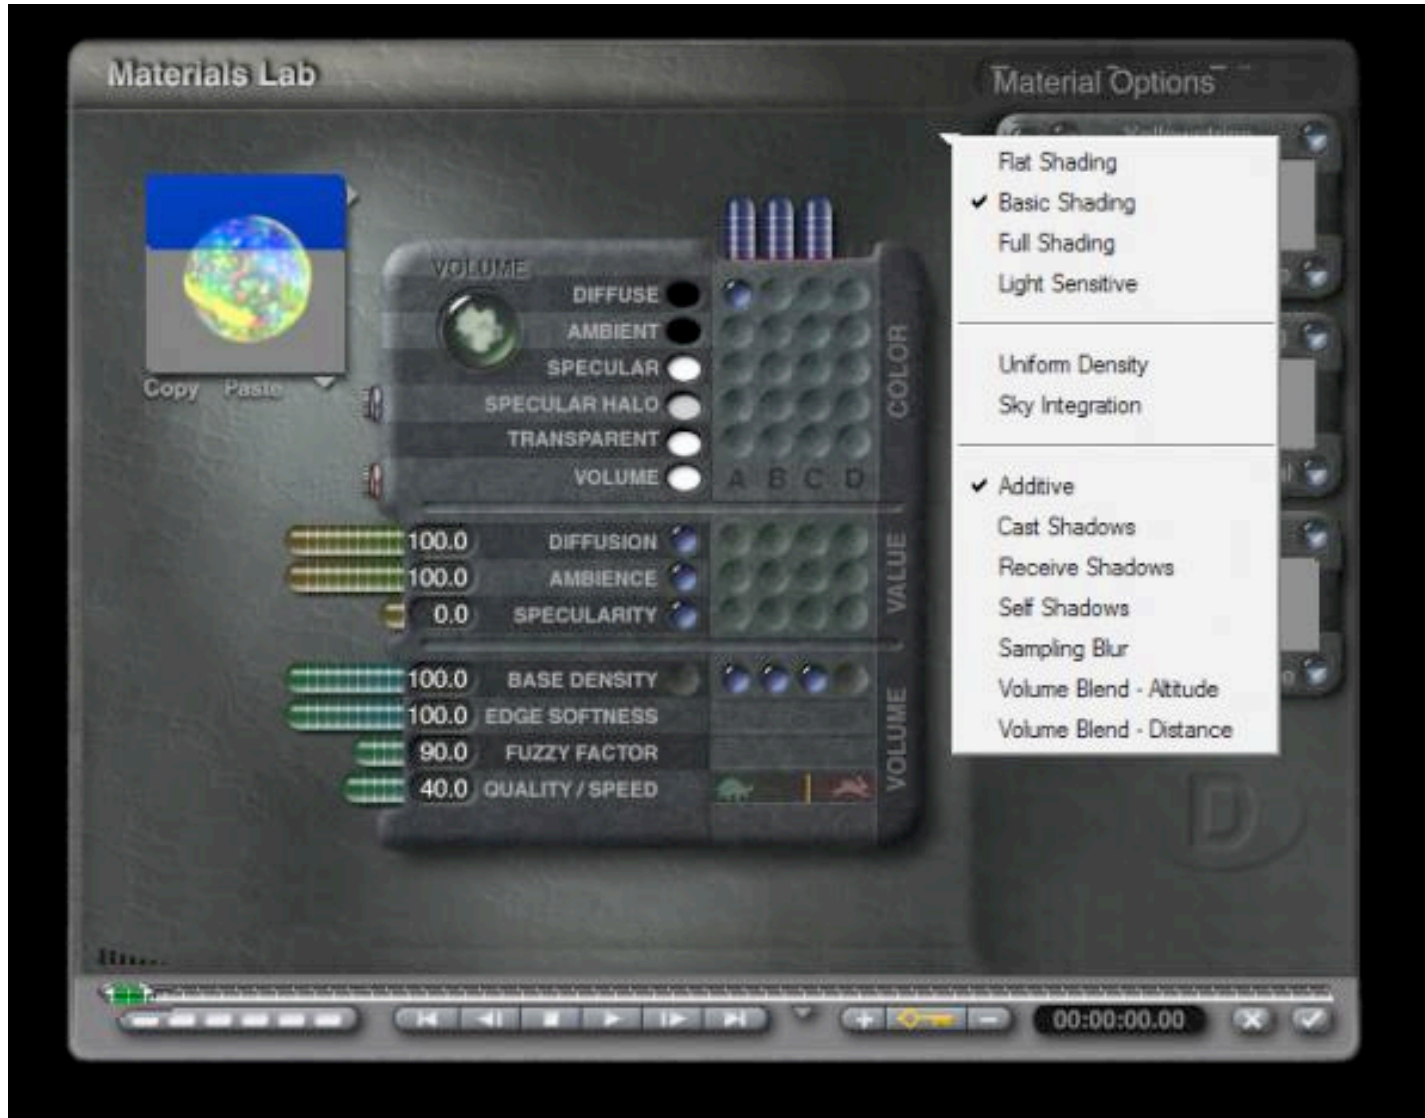 Materials Lab
Material Options
Copy Paste
VOLUME
DIFFUSE
AMBIENT
SPECULAR
SPECULAR HALO
TRANSPARENT
VOLUME
A B C D
COLOR
100.0 DIFFUSION
100.0 AMBIENCE
0.0 SPECULARITY
VALUE
100.0 BASE DENSITY
100.0 EDGE SOFTNESS
90.0 FUZZY FACTOR
40.0 QUALITY / SPEED
VOLUME
Flat Shading
Basic Shading
Full Shading
Light Sensitive
Uniform Density
Sky Integration
Additive
Cast Shadows
Receive Shadows
Self Shadows
Sampling Blur
Volume Blend - Altitude
Volume Blend - Distance
D
00:00:00.00